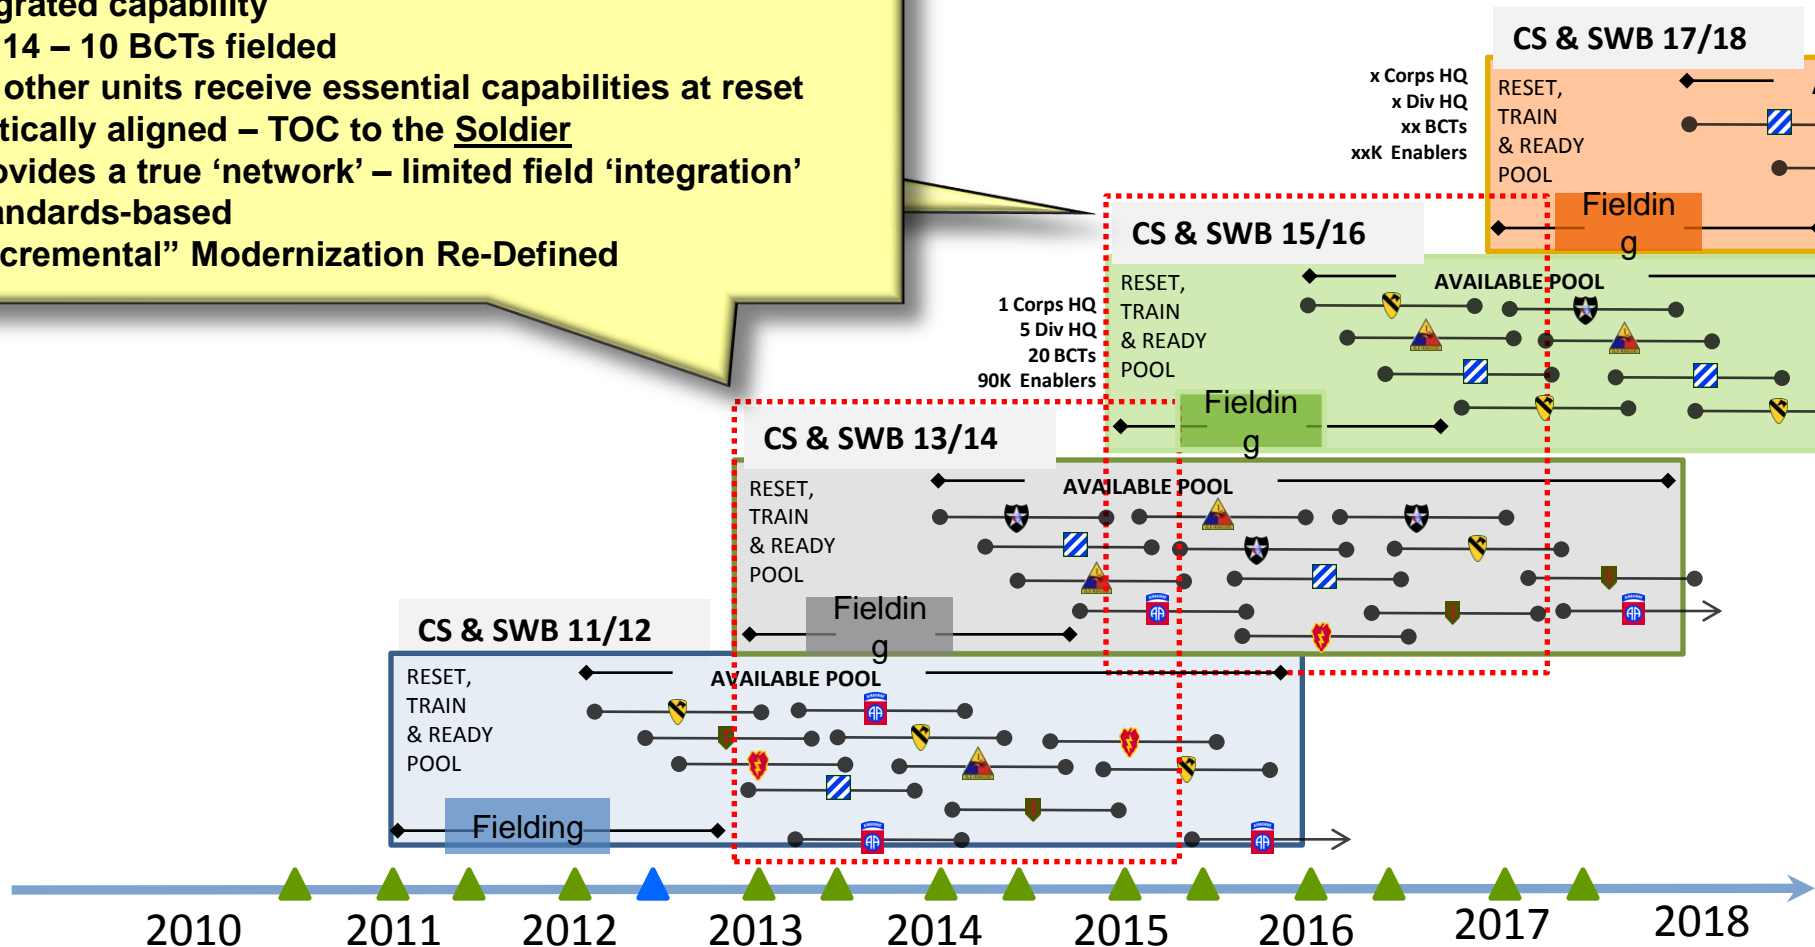 grated capability
14 – 10 BCTs fielded
other units receive essential capabilities at reset
tically aligned – TOC to the Soldier
ovides a true ‘network’ – limited field ‘integration’
andards-based
cremental” Modernization Re-Defined
CS & SWB 17/18
x Corps HQ
x Div HQ
xx BCTs
xxK Enablers
RESET,
TRAIN
& READY
POOL
Fieldin
g
CS & SWB 15/16
1 Corps HQ
5 Div HQ
20 BCTs
90K Enablers
RESET,
TRAIN
& READY
POOL
AVAILABLE POOL
Fieldin
g
CS & SWB 13/14
RESET,
TRAIN
& READY
POOL
AVAILABLE POOL
Fieldin
g
CS & SWB 11/12
RESET,
TRAIN
& READY
POOL
AVAILABLE POOL
Fielding
2010 2011 2012 2013 2014 2015 2016 2017 2018